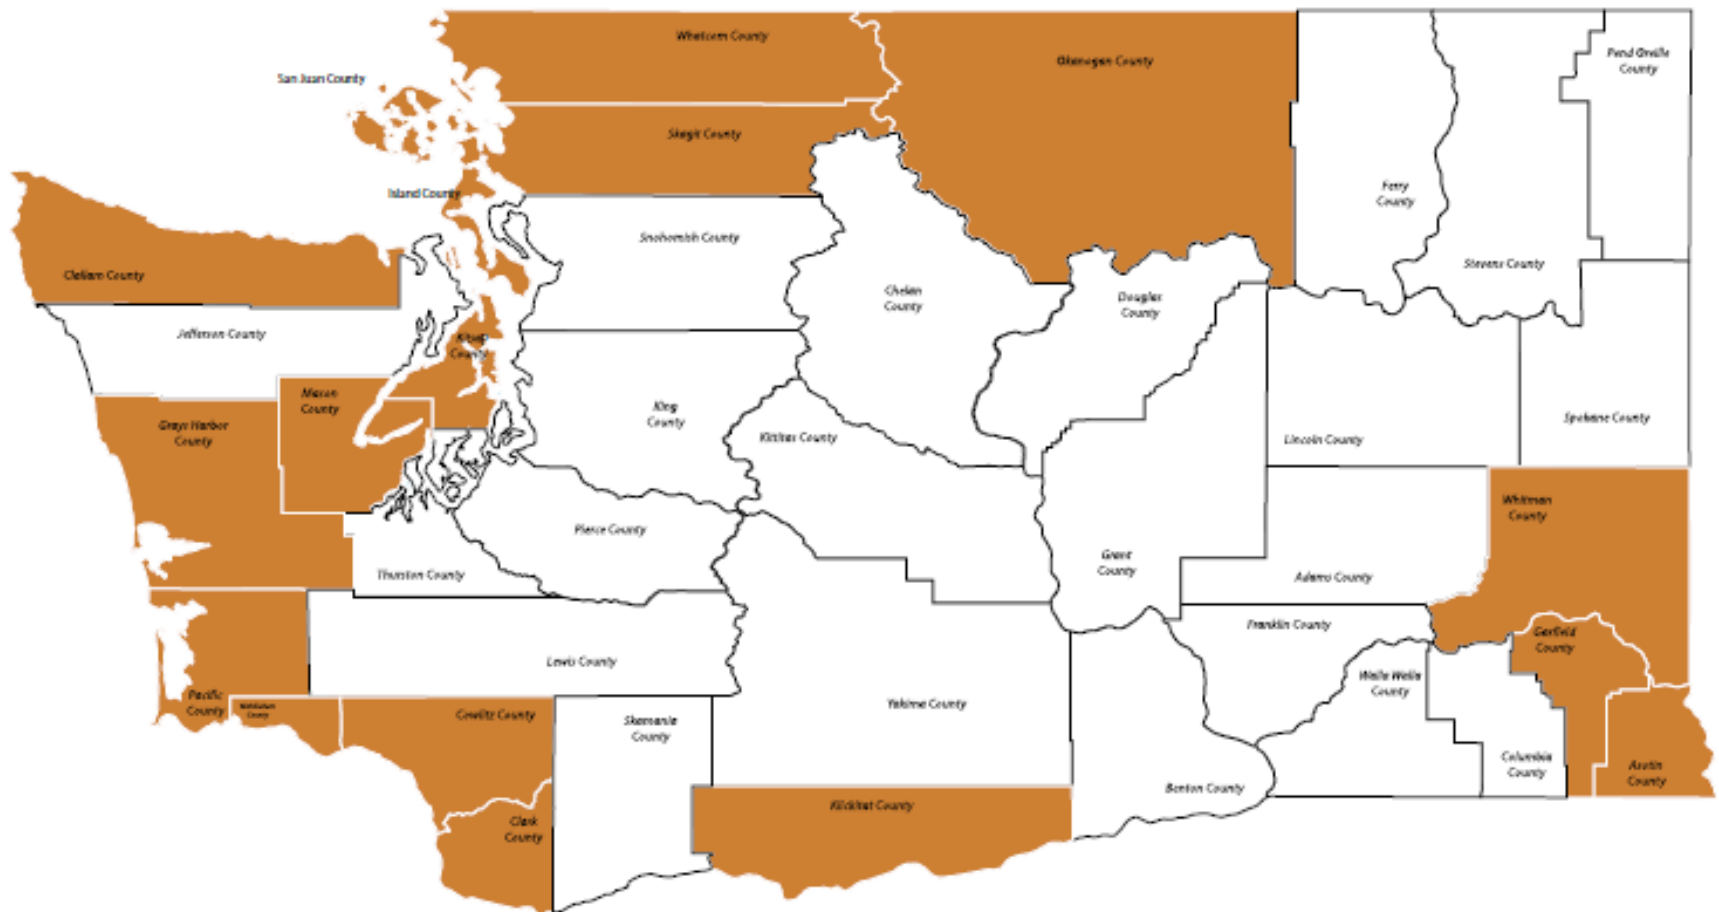 Whatcom County
Okanogan County
Pend Oreille
County
San Juan County
Skagit County
Island County
Ferry
County
Snohomish County
Stevens County
Clallam County
Chelan
County
Douglas
County
Jefferson County
Kitsap
County
Mason
County
Grays Harbor
County
King
County
Kittitas County
Lincoln County
Spokane County
Whitman
County
Pierce County
Grant
County
Thurston County
Adams County
Franklin County
Garfield
County
Lewis County
Walla Walla
County
Pacific
County
County
Cowlitz County
Skamania
County
Yakima County
Columbia
County
Asotin
County
Benton County
Klickitat County
Clark
County